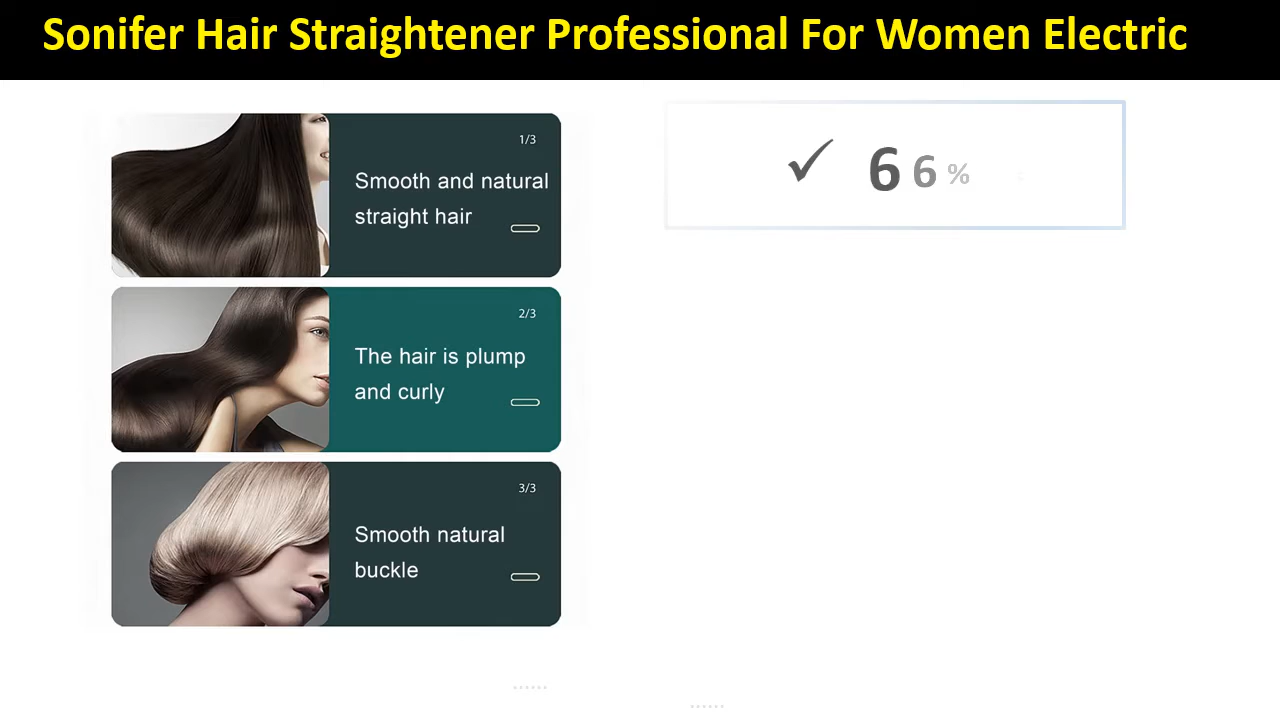 Sonifer Hair Straightener Professional For Women Electric
1/3
Smooth and natural
straight hair
2/3
The hair is plump
and curly
3/3
Smooth natural
buckle
✓ 66%